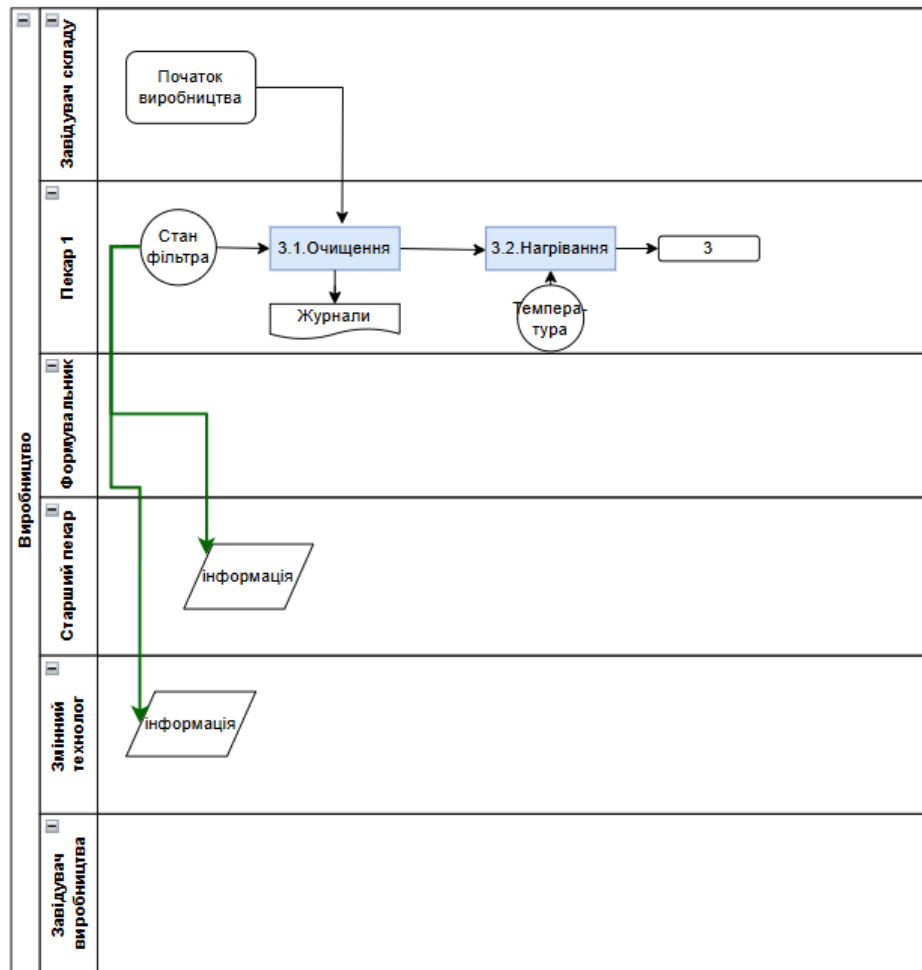 Виробництво
Завідувач складу
Початок
виробництва
Пекар 1
Стан
фільтра
3.1.Очищення
3.2.Нагрівання
3
Журнали
Темпера-
тура
Формувальник
Старший пекар
інформація
Змінний
технолог
інформація
Завідувач
виробництва